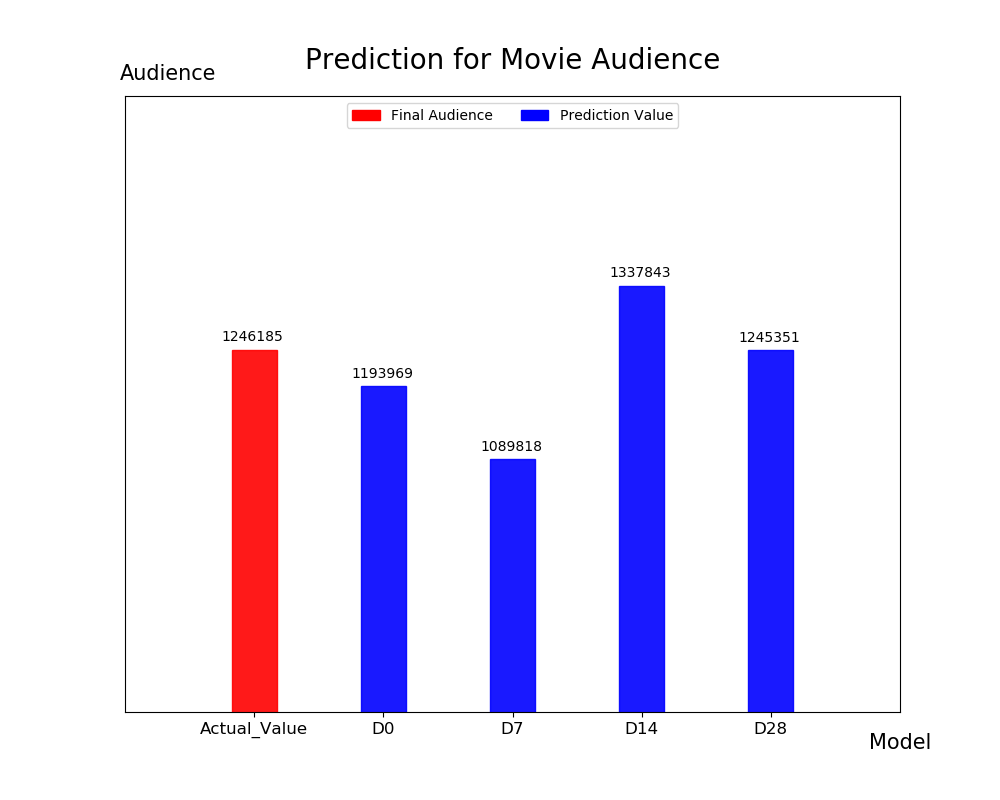 Prediction for Movie Audience
Audience
Final Audience
Prediction Value
1337843
1246185
1245351
1193969
1089818
Actual_Value
D0
D7
D14
D28
Model